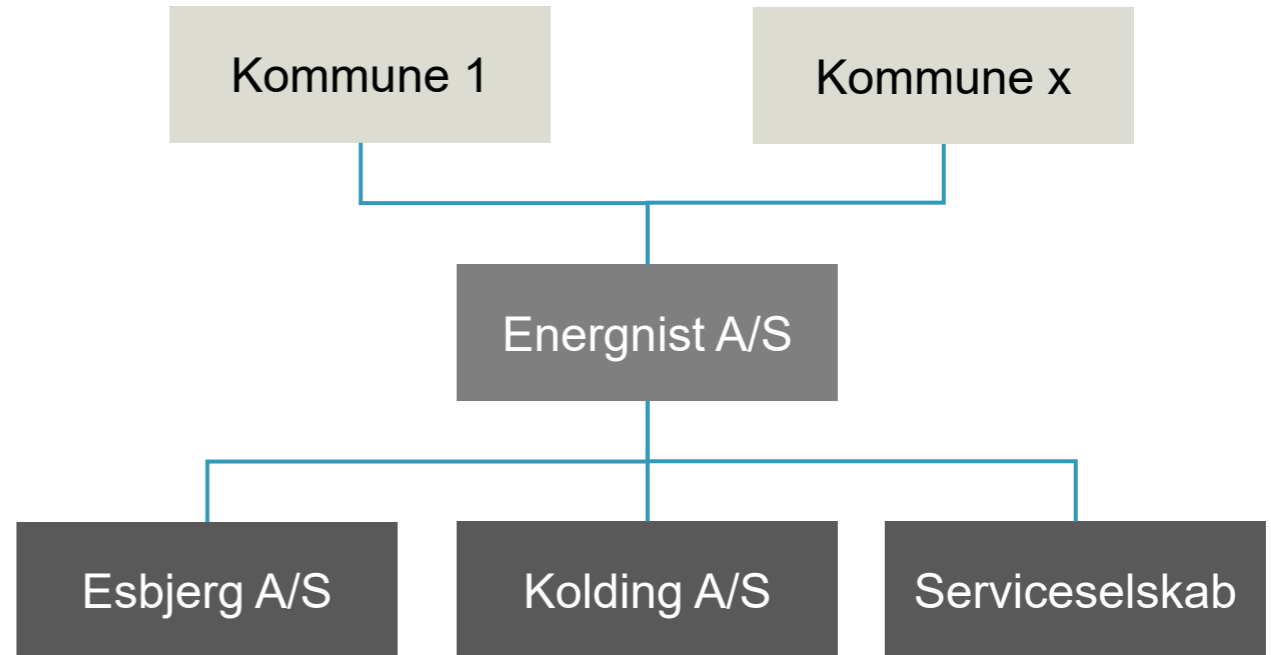 Kommune 1
Kommune x
Energnist A/S
Esbjerg A/S
Kolding A/S
Serviceselskab